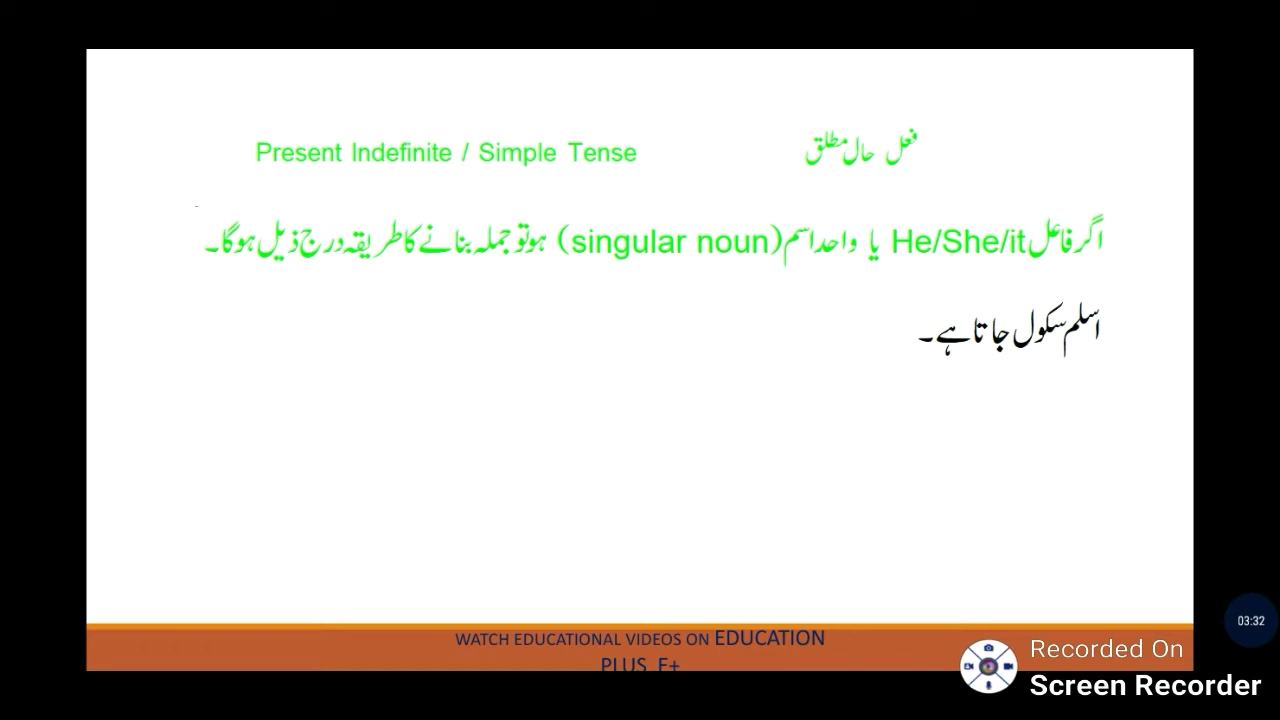 Present Indefinite / Simple Tense فعل حال مطلق
اگر فاعل He/She/it یا واحد اسم (singular noun) ہو تو جملہ بنانے کا طریقہ درج ذیل ہوگا۔
اسلم سکول جاتا ہے۔
03:32
WATCH EDUCATIONAL VIDEOS ON EDUCATION
PLUS E+
Recorded On
Screen Recorder